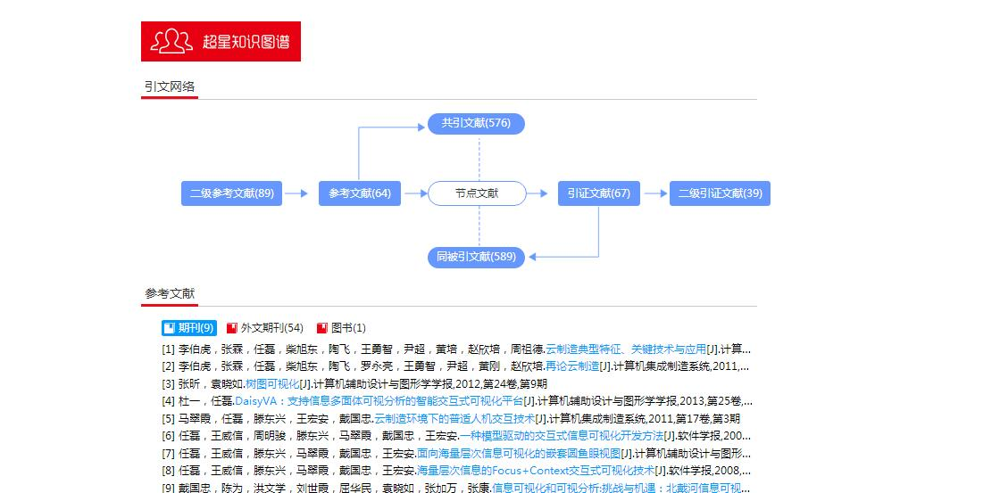 超星知识图谱
引文网络
共引文献(576)
二级参考文献(89)
参考文献(64)
节点文献
引证文献(67)
二级引证文献(39)
同被引文献(589)
参考文献
期刊(9) 外文期刊(54) 图书(1)
[1] 李伯虎，张霖，任磊，柴旭东，陶飞，王勇智，尹超，黄培，赵欣培，周祖德.云制造典型特征、关键技术与应用[J].计算...
[2] 李伯虎，张霖，任磊，柴旭东，陶飞，罗永亮，王勇智，尹超，黄刚，赵欣培.再论云制造[J].计算机集成制造系统,2011,...
[3] 张昕，袁晓如.树图可视化[J].计算机辅助设计与图形学学报,2012,第24卷,第9期
[4] 杜一，任磊.DaisyVA：支持信息多面体可视分析的智能交互式可视化平台[J].计算机辅助设计与图形学学报,2013,第25卷,...
[5] 马翠霞，任磊，滕东兴，王宏安，戴国忠.云制造环境下的普适人机交互技术[J].计算机集成制造系统,2011,第17卷,第3期
[6] 任磊，王威信，周明骏，滕东兴，马翠霞，戴国忠，王宏安.一种模型驱动的交互式信息可视化开发方法[J].软件学报,200...
[7] 任磊，王威信，滕东兴，马翠霞，戴国忠，王宏安.面向海量层次信息可视化的嵌套圆鱼眼视图[J].计算机辅助设计与图形...
[8] 任磊，王威信，滕东兴，马翠霞，戴国忠，王宏安.海量层次信息的Focus+Context交互式可视化技术[J].软件学报,2008,...
[9] 戴国忠，陈为，洪文学，刘世霞，屈华民，袁晓如，张加万，张康.信息可视化和可视分析:挑战与机遇：北戴河信息可视...